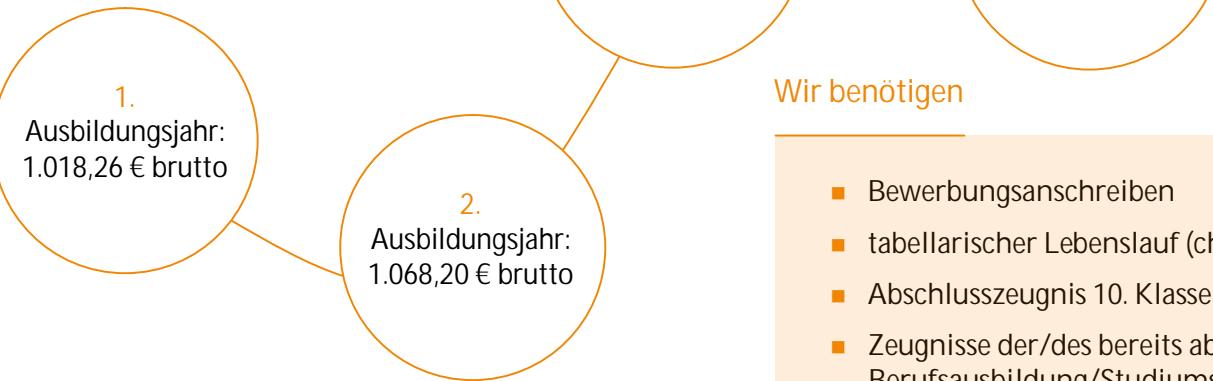 1.
Ausbildungsjahr:
1.018,26 € brutto
2.
Ausbildungsjahr:
1.068,20 € brutto
Wir benötigen
Bewerbungsanschreiben
tabellarischer Lebenslauf
Abschlusszeugnis 10. Klasse
Zeugnisse der/des bereits